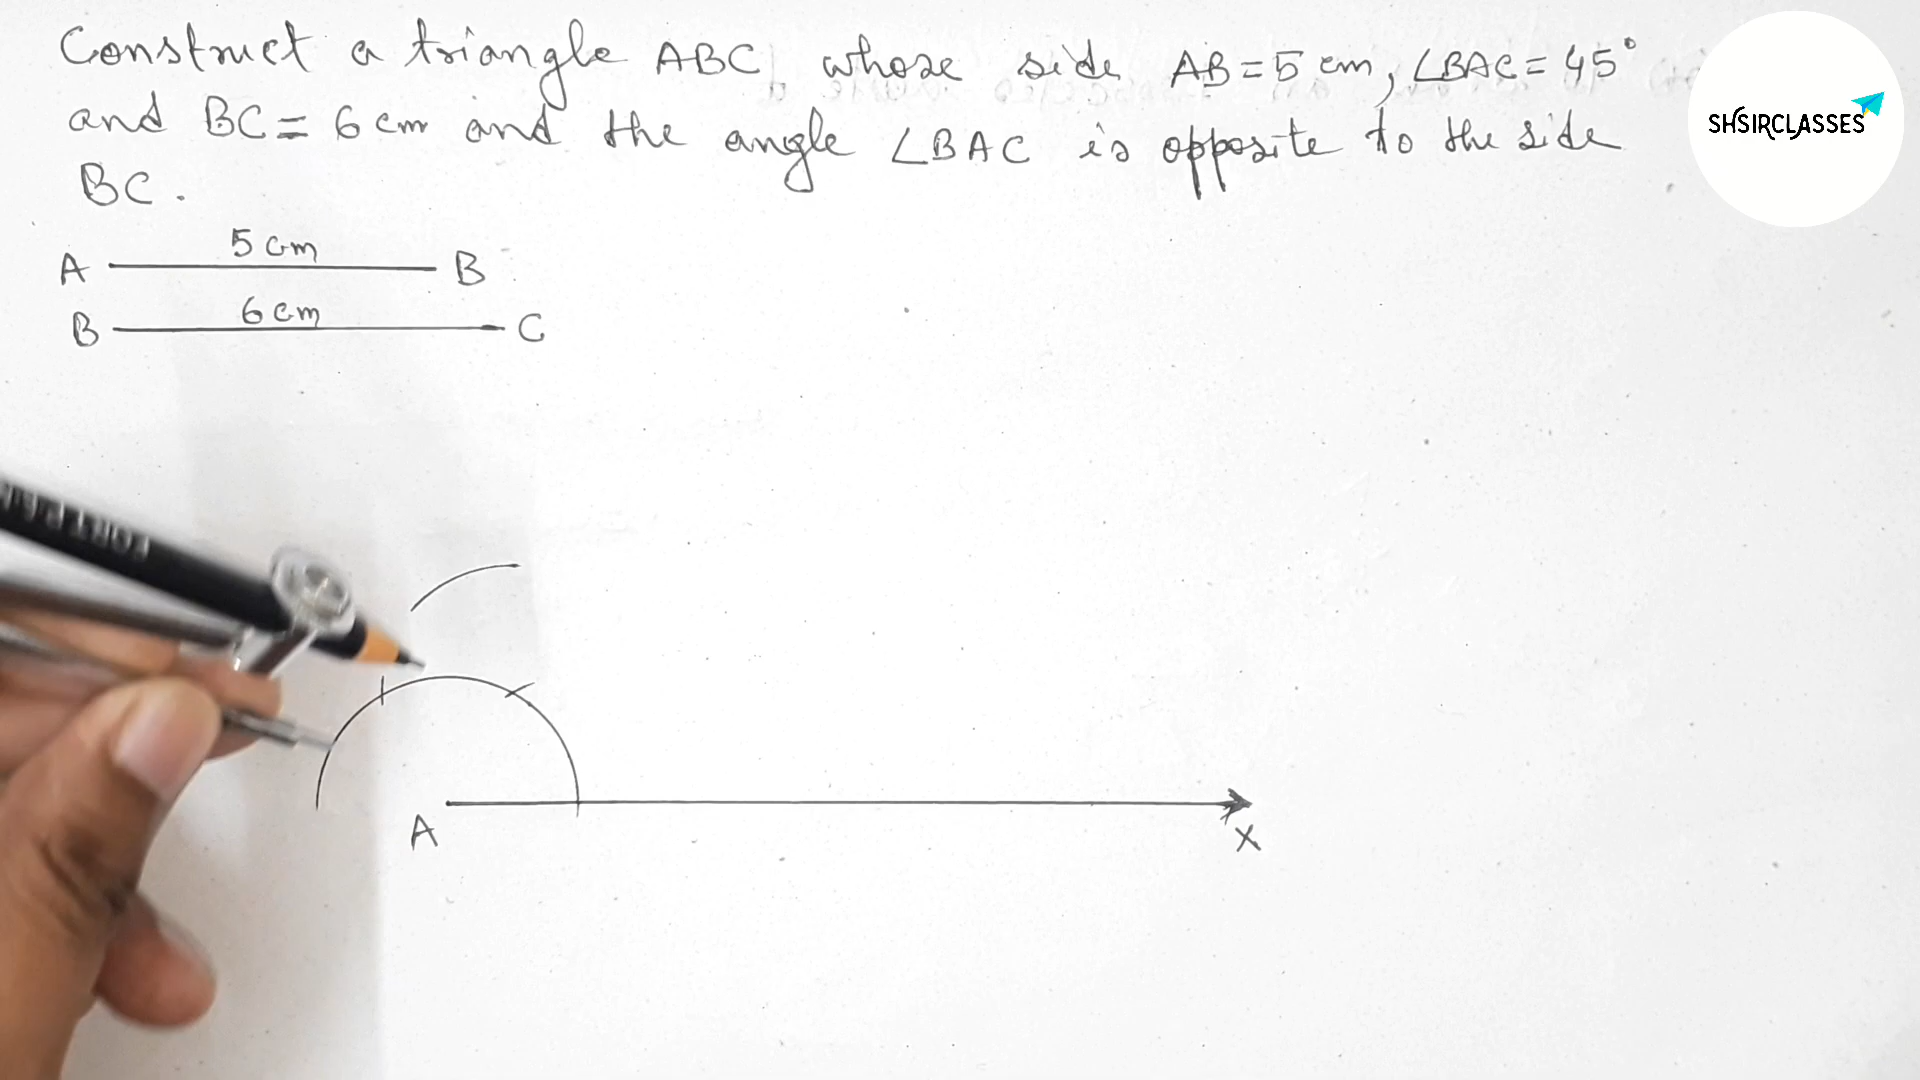 Construct a triangle ABC, whose side AB = 5 cm, ∠BAC = 45°
and BC = 6 cm and the angle ∠BAC is opposite to the side
BC.
SHSIRCLASSES
5 cm
A B
6 cm
B C
A
X